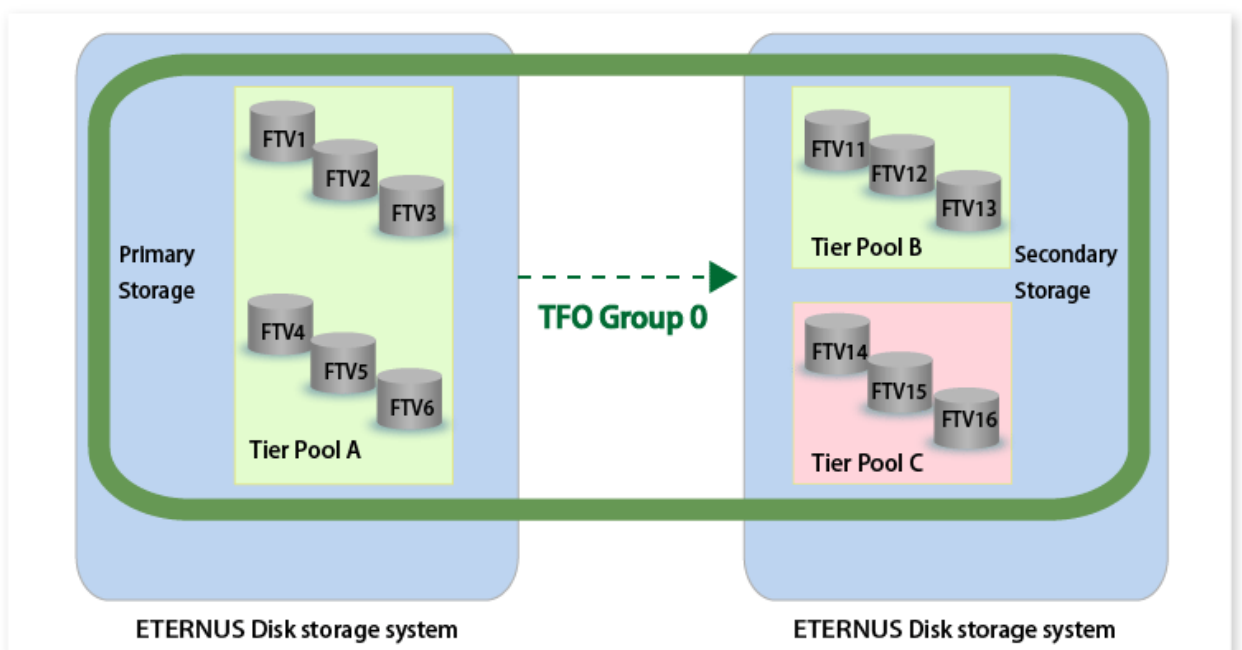 FTV1
FTV2
FTV3
Primary
Storage
FTV4
FTV5
FTV6
Tier Pool A
TFO Group 0
FTV11
FTV12
FTV13
Tier Pool B
Secondary
Storage
FTV14
FTV15
FTV16
Tier Pool C
ETERNUS Disk storage system
ETERNUS Disk storage system